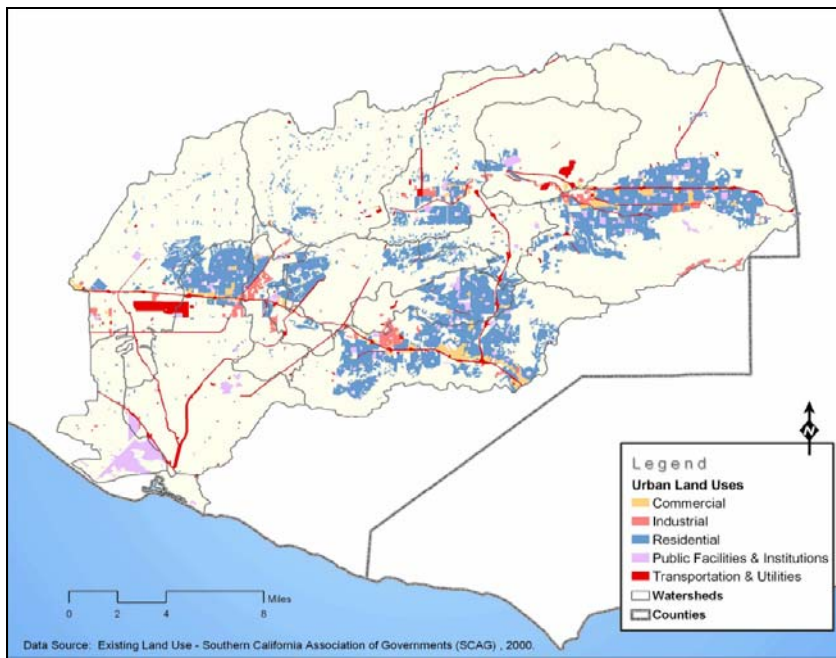 N
Legend
Urban Land Uses
Commercial
Industrial
Residential
Public Facilities & Institutions
Transportation & Utilities
Watersheds
Counties
Miles
0 2 4 8
Data Source: Existing Land Use - Southern California Association of Governments (SCAG) , 2000.